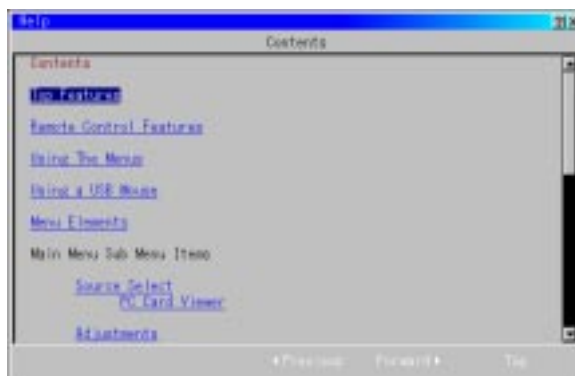 Help
Contents
Contents
Top Features
Remote Control Features
Using The Menus
Using a USB Mouse
Menu Elements
Main Menu Sub Menu Items
Source Select
PC Card Viewer
Adjustments
Previous Forward Top